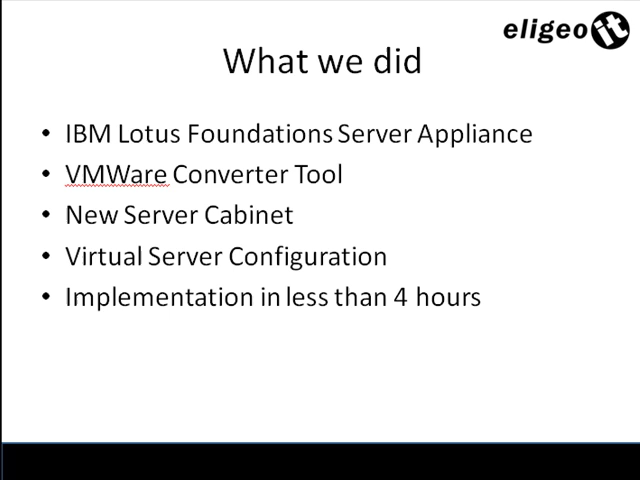 eligeo it
What we did
• IBM Lotus Foundations Server Appliance
• VMWare Converter Tool
• New Server Cabinet
• Virtual Server Configuration
• Implementation in less than 4 hours